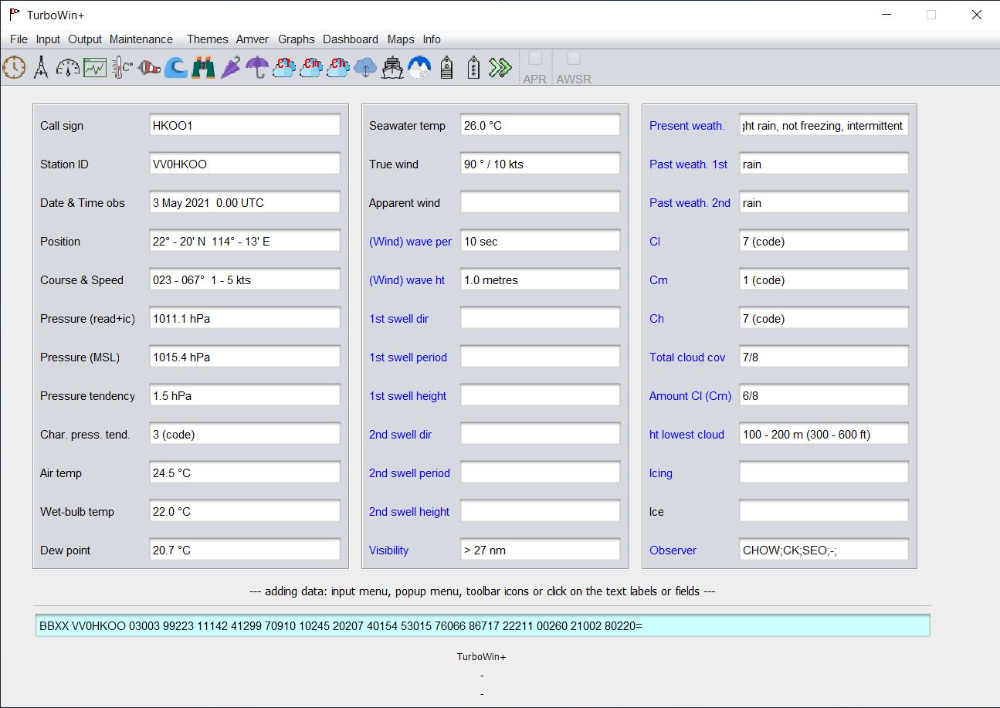 TurboWin+
File Input Output Maintenance Themes Amver Graphs Dashboard Maps Info
Cl Cm Ch APR AWSR
Call sign HKOO1
Station ID VV0HKOO
Date & Time obs 3 May 2021 0.00 UTC
Position 22° - 20' N 114° - 13' E
Course & Speed 023 - 067° 1 - 5 kts
Pressure (read+ic) 1011.1 hPa
Pressure (MSL) 1015.4 hPa
Pressure tendency 1.5 hPa
Char. press. tend. 3 (code)
Air temp 24.5 °C
Wet-bulb temp 22.0 °C
Dew point 20.7 °C
Seawater temp 26.0 °C
True wind 90 ° / 10 kts
Apparent wind
(Wind) wave per 10 sec
(Wind) wave ht 1.0 metres
1st swell dir
1st swell period
1st swell height
2nd swell dir
2nd swell period
2nd swell height
Visibility > 27 nm
Present weath. ght rain, not freezing, intermittent
Past weath. 1st rain
Past weath. 2nd rain
Cl 7 (code)
Cm 1 (code)
Ch 7 (code)
Total cloud cov 7/8
Amount Cl (Cm) 6/8
ht lowest cloud 100 - 200 m (300 - 600 ft)
Icing
Ice
Observer CHOW;CK;SEO;-;
--- adding data: input menu, popup menu, toolbar icons or click on the text labels or fields ---
BBXX VV0HKOO 03003 99223 11142 41299 70910 10245 20207 40154 53015 76066 86717 22211 00260 21002 80220=
TurboWin+
-
-